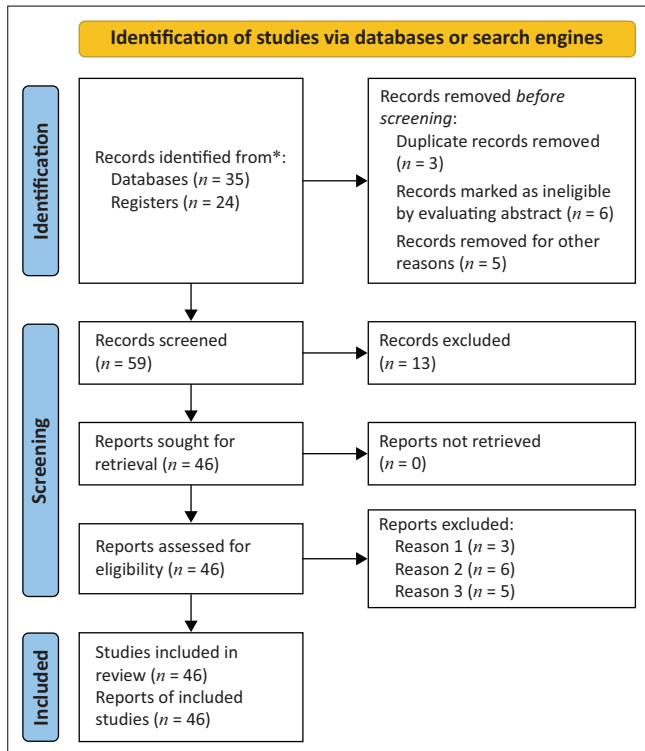 Identification of studies via databases or search engines
Identification
Records identified from*:
Databases (n = 35)
Registers (n = 24)
Records removed before
screening:
Duplicate records removed
(n = 3)
Records marked as ineligible
by evaluating abstract (n = 6)
Records removed for other
reasons (n = 5)
Screening
Records screened
(n = 59)
Records excluded
(n = 13)
Reports sought for
retrieval (n = 46)
Reports not retrieved
(n = 0)
Reports assessed for
eligibility (n = 46)
Reports excluded:
Reason 1 (n = 3)
Reason 2 (n = 6)
Reason 3 (n = 5)
Included
Studies included in
review (n = 46)
Reports of included
studies (n = 46)